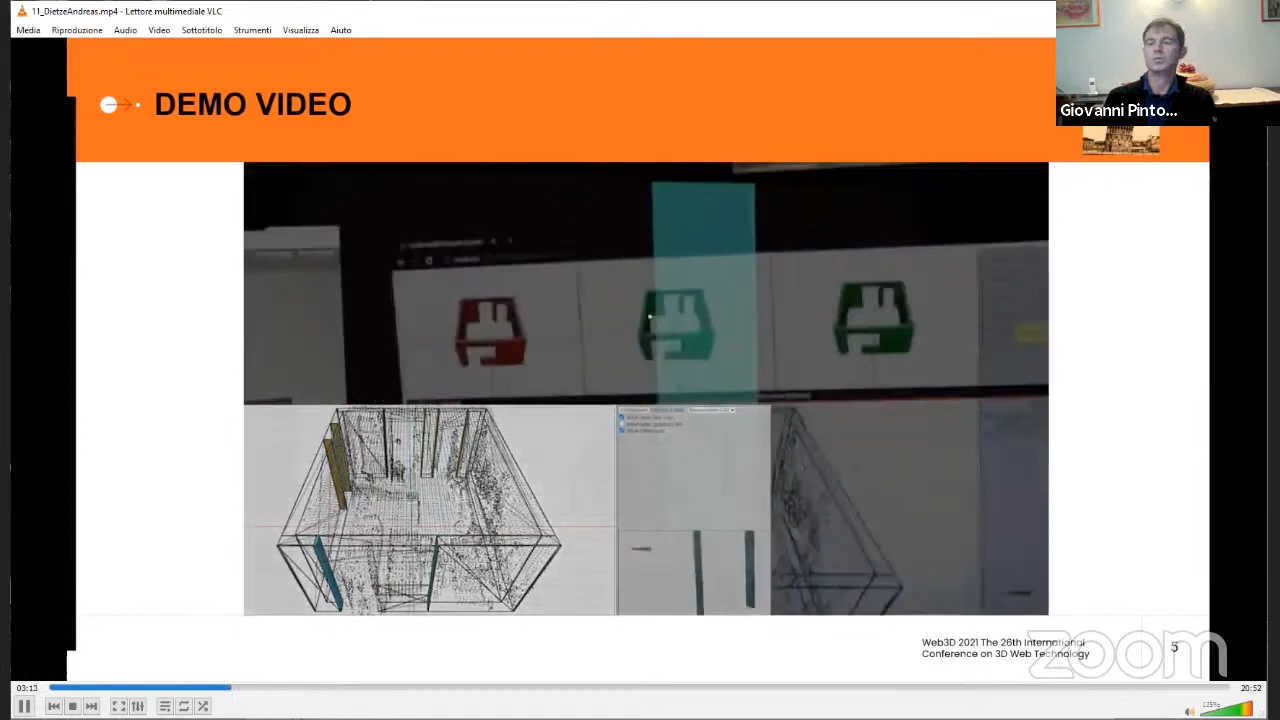 11_DietzeAndreas.mp4 - Lettore multimediale VLC
Media Riproduzione Audio Video Sottotitolo Strumenti Visualizza Aiuto
Giovanni Pinto...
DEMO VIDEO
Web3D 2021 The 26th International
Conference on 3D Web Technology
5
zoom
03:13
20:52
125%